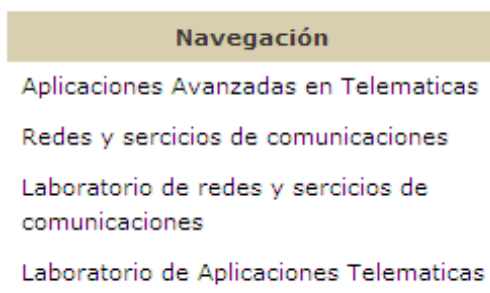 Navegación
Aplicaciones Avanzadas en Telematicas
Redes y sercicios de comunicaciones
Laboratorio de redes y sercicios de
comunicaciones
Laboratorio de Aplicaciones Telematicas